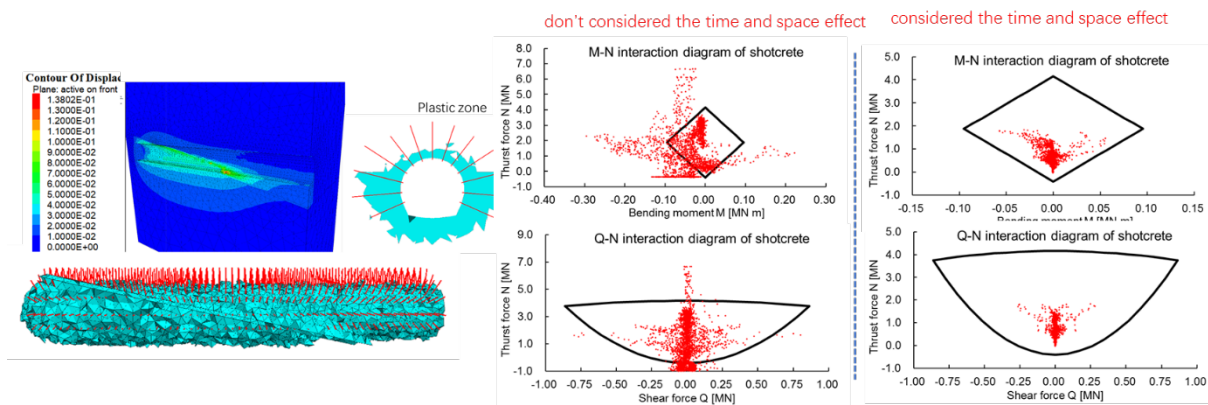 don't considered the time and space effect
considered the time and space effect
Contour Of Displa
Plane: active on front
1.3802E-01
1.3000E-01
1.2000E-01
1.1000E-01
1.0000E-01
9.0000E-02
8.0000E-02
7.0000E-02
6.0000E-02
5.0000E-02
4.0000E-02
3.0000E-02
2.0000E-02
1.0000E-02
0.0000E+00
Plastic zone
M-N interaction diagram of shotcrete
Thurst force N [MN
8.0
7.0
6.0
5.0
4.0
3.0
2.0
1.0
0.0
-1.0
-0.40 -0.30 -0.20 -0.10 0.00 0.10 0.20 0.30
Bending moment M [MN m]
Q-N interaction diagram of shotcrete
Thurst force N [MN
9.0
7.0
5.0
3.0
1.0
-1.0
-1.00 -0.75 -0.50 -0.25 0.00 0.25 0.50 0.75 1.00
Shear force Q [MN]
M-N interaction diagram of shotcrete
Thrust force N [MN
5.0
4.0
3.0
2.0
1.0
0.0
-1.0
-0.15 -0.10 -0.05 0.00 0.05 0.10 0.15
Bending moment M [MN m]
Q-N interaction diagram of shotcrete
Thrust force N [MN
5.0
4.0
3.0
2.0
1.0
0.0
-1.0
-1.00 -0.75 -0.50 -0.25 0.00 0.25 0.50 0.75 1.00
Shear force Q [MN]